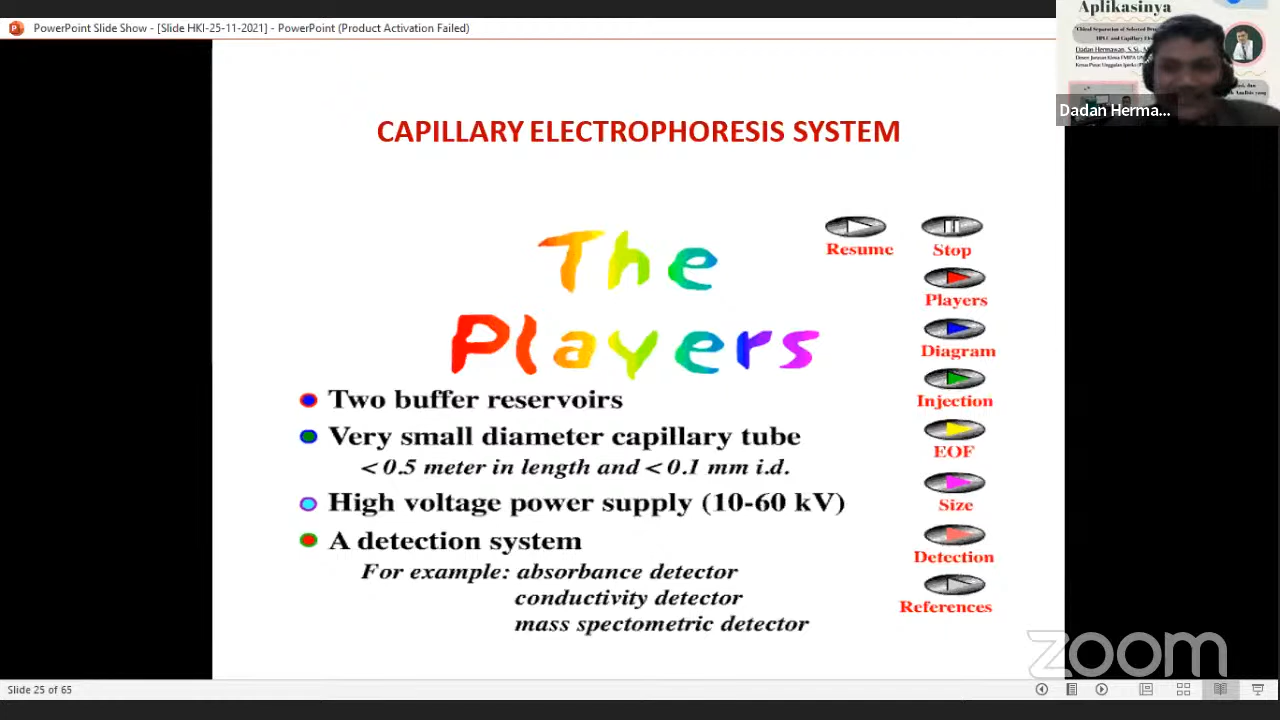 PowerPoint Slide Show - [Slide HKI-25-11-2021] - PowerPoint (Product Activation Failed)
Aplikasinya
Dadan Herma...
CAPILLARY ELECTROPHORESIS SYSTEM
The
Players
Two buffer reservoirs
Very small diameter capillary tube
< 0.5 meter in length and < 0.1 mm i.d.
High voltage power supply (10-60 kV)
A detection system
For example: absorbance detector
conductivity detector
mass spectometric detector
Resume
Stop
Players
Diagram
Injection
EOF
Size
Detection
References
zoom
Slide 25 of 65